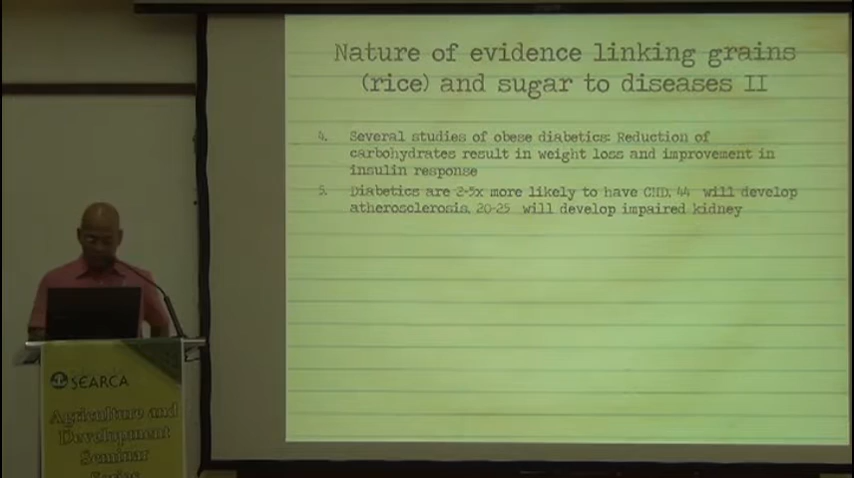 Nature of evidence linking grains
(rice) and sugar to diseases II
4. Several studies of obese diabetics: Reduction of
carbohydrates result in weight loss and improvement in
insulin response
5. Diabetics are 2-5x more likely to have CHD, 44 will develop
atherosclerosis, 20-25 will develop impaired kidney
SEARCA
Agriculture and
Development
Seminar
Series